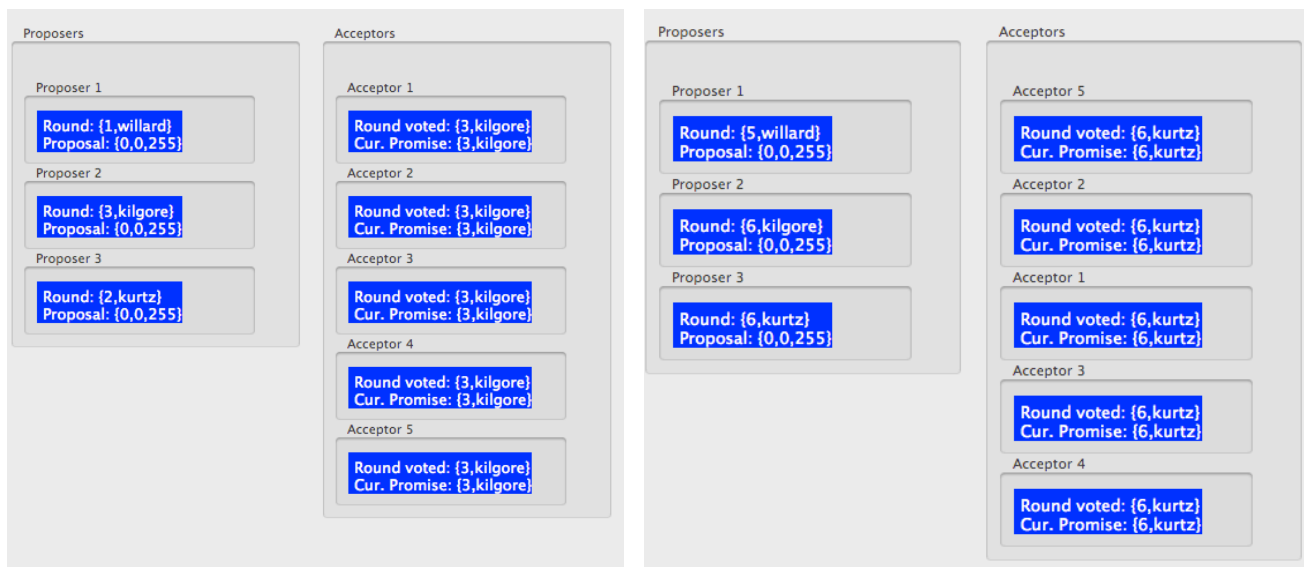 Proposers
Proposer 1
Round: {1,willard}
Proposal: {0,0,255}
Proposer 2
Round: {3,kilgore}
Proposal: {0,0,255}
Proposer 3
Round: {2,kurtz}
Proposal: {0,0,255}
Acceptors
Acceptor 1
Round voted: {3,kilgore}
Cur. Promise: {3,kilgore}
Acceptor 2
Round voted: {3,kilgore}
Cur. Promise: {3,kilgore}
Acceptor 3
Round voted: {3,kilgore}
Cur. Promise: {3,kilgore}
Acceptor 4
Round voted: {3,kilgore}
Cur. Promise: {3,kilgore}
Acceptor 5
Round voted: {3,kilgore}
Cur. Promise: {3,kilgore}
Proposers
Proposer 1
Round: {5,willard}
Proposal: {0,0,255}
Proposer 2
Round: {6,kilgore}
Proposal: {0,0,255}
Proposer 3
Round: {6,kurtz}
Proposal: {0,0,255}
Acceptors
Acceptor 5
Round voted: {6,kurtz}
Cur. Promise: {6,kurtz}
Acceptor 2
Round voted: {6,kurtz}
Cur. Promise: {6,kurtz}
Acceptor 1
Round voted: {6,kurtz}
Cur. Promise: {6,kurtz}
Acceptor 3
Round voted: {6,kurtz}
Cur. Promise: {6,kurtz}
Acceptor 4
Round voted: {6,kurtz}
Cur. Promise: {6,kurtz}